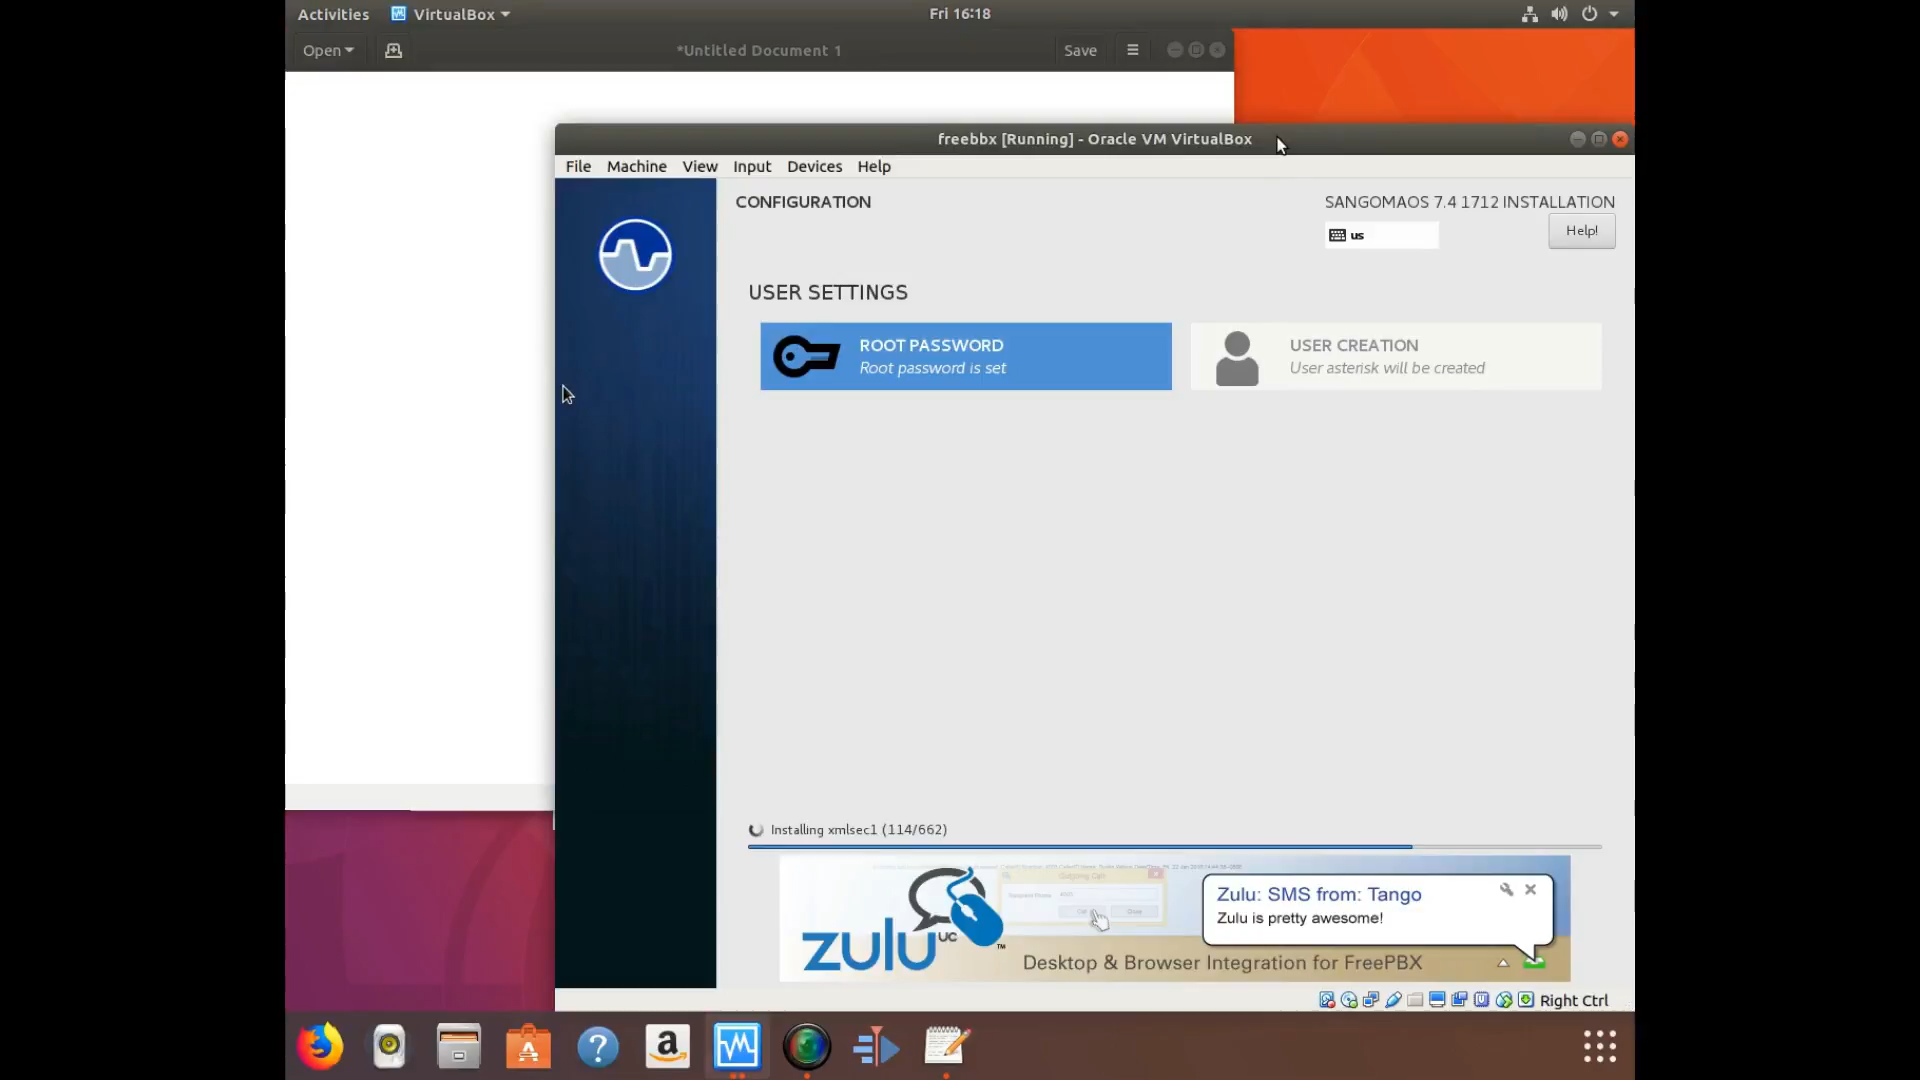 Activities VirtualBox Fri 16:18
Open *Untitled Document 1 Save
freebbx [Running] - Oracle VM VirtualBox
File Machine View Input Devices Help
CONFIGURATION
SANGOMAOS 7.4 1712 INSTALLATION
us
Help!
USER SETTINGS
ROOT PASSWORD
Root password is set
USER CREATION
User asterisk will be created
Installing xmlsec1 (114/662)
Outgoing Call
Zulu: SMS from: Tango
Zulu is pretty awesome!
zulu UC ™
Desktop & Browser Integration for FreePBX
Right Ctrl